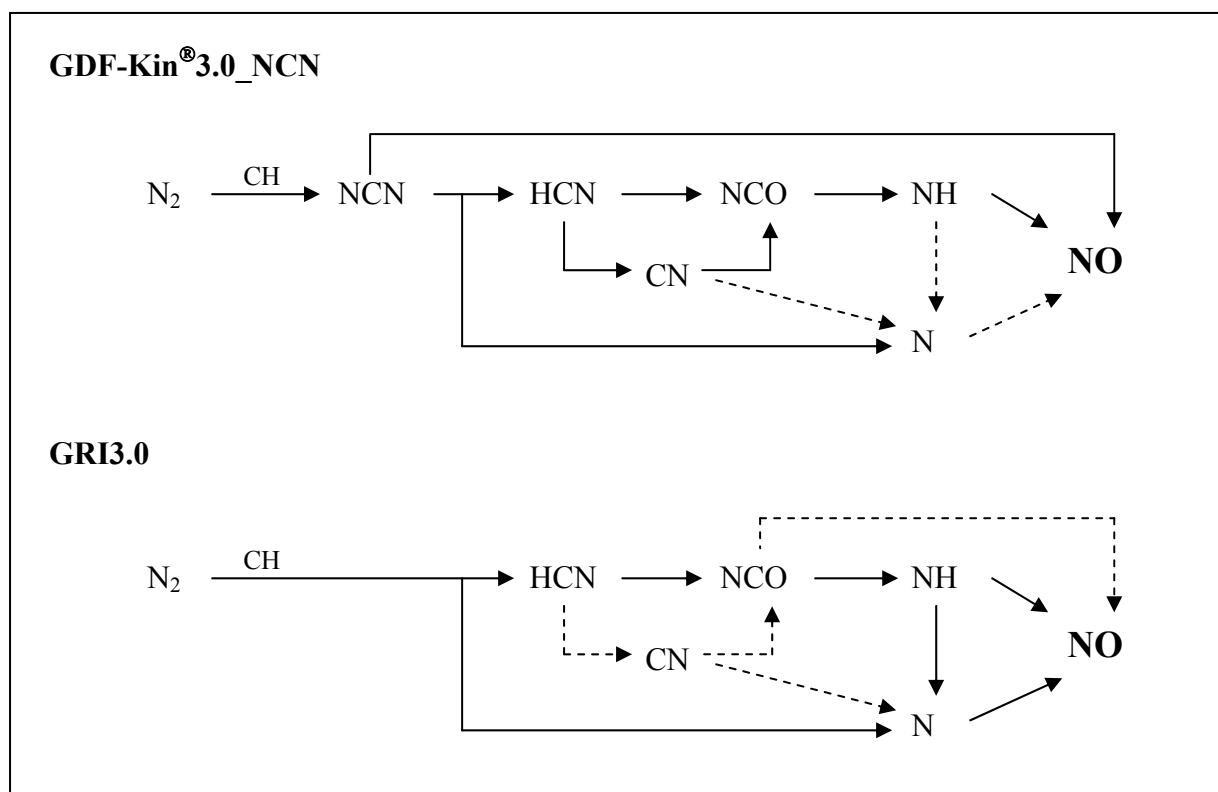 GDF-Kin®3.0_NCN
CH
N₂ NCN HCN NCO NH
NO
CN
N
GRI3.0
CH
N₂ HCN NCO NH
NO
CN
N